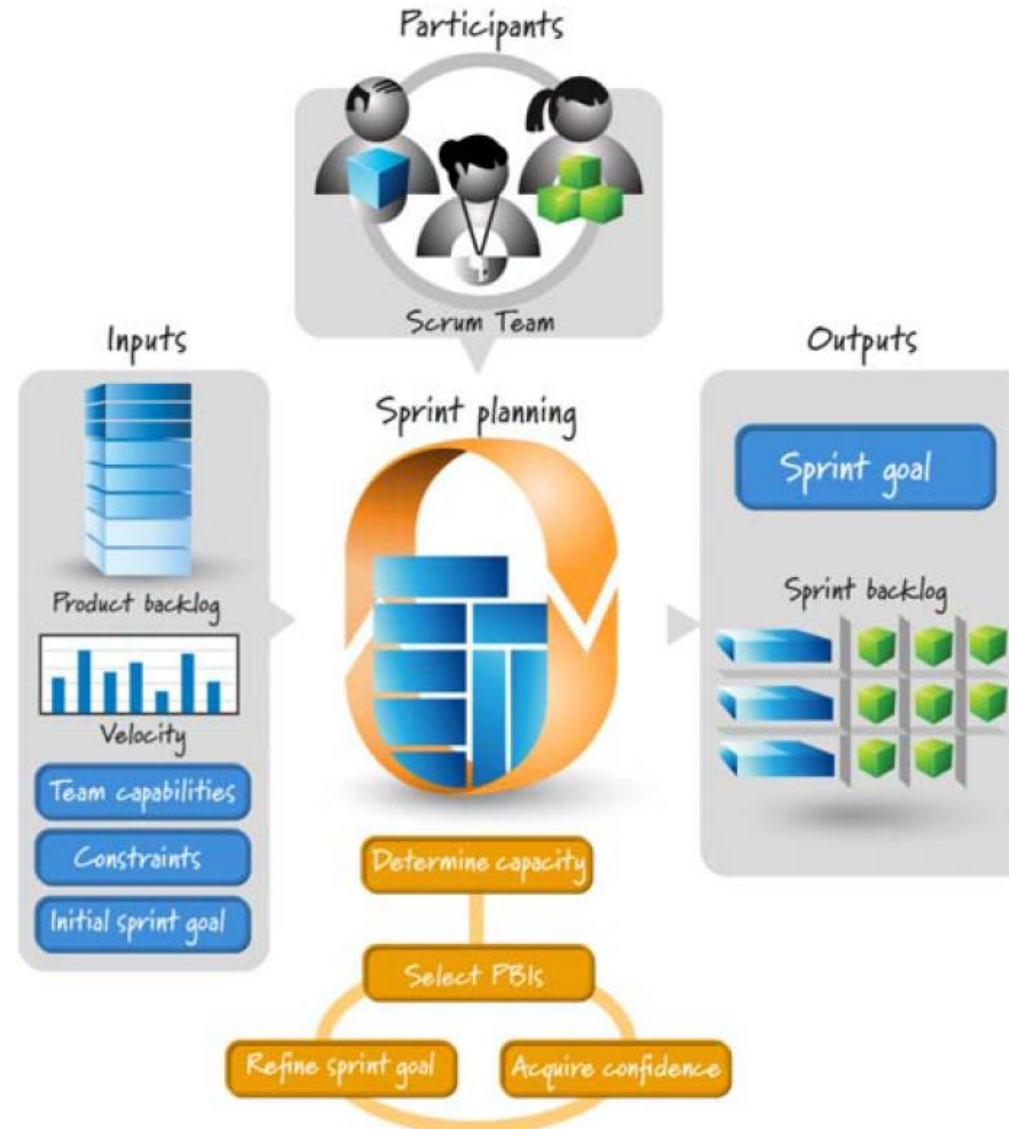 Participants
Scrum Team
Inputs
Product backlog
Velocity
Team capabilities
Constraints
Initial sprint goal
Sprint planning
Determine capacity
Select PBIs
Refine sprint goal
Acquire confidence
Outputs
Sprint goal
Sprint backlog